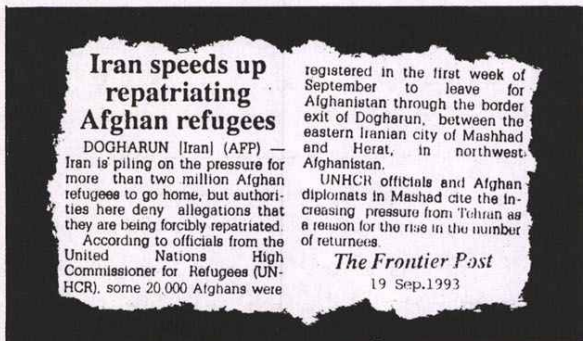 Iran speeds up
repatriating
Afghan refugees
DOGHARUN [Iran] (AFP) —
Iran is piling on the pressure for
more than two million Afghan
refugees to go home, but authori-
ties here deny allegations that
they are being forcibly repatriated.
According to officials from the
United Nations High
Commissioner for Refugees (UN-
HCR), some 20,000 Afghans were
registered in the first week of
September to leave for
Afghanistan through the border
exit of Dogharun, between the
eastern Iranian city of Mashhad
and Herat, in northwest
Afghanistan.
UNHCR officials and Afghan
diplomats in Mashad cite the in-
creasing pressure from Tehran as
a reason for the rise in the number
of returnees.
The Frontier Post
19 Sep.1993